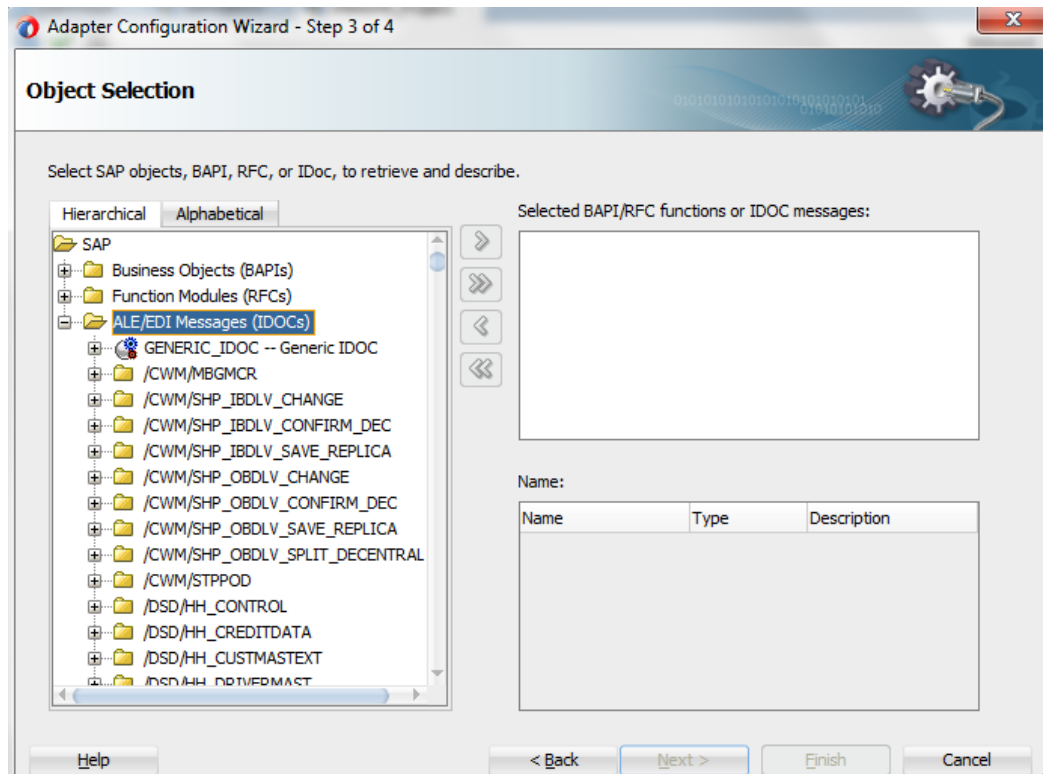 Adapter Configuration Wizard - Step 3 of 4
x
Object Selection
010101010101010101010101
01010101010
Select SAP objects, BAPI, RFC, or IDoc, to retrieve and describe.
Hierarchical
Alphabetical
SAP
Business Objects (BAPIs)
Function Modules (RFCs)
ALE/EDI Messages (IDOCs)
GENERIC_IDOC -- Generic IDOC
/CWM/MBGMCR
/CWM/SHP_IBDLV_CHANGE
/CWM/SHP_IBDLV_CONFIRM_DEC
/CWM/SHP_IBDLV_SAVE_REPLICA
/CWM/SHP_OBDLV_CHANGE
/CWM/SHP_OBDLV_CONFIRM_DEC
/CWM/SHP_OBDLV_SAVE_REPLICA
/CWM/SHP_OBDLV_SPLIT_DECENTRAL
/CWM/STPPOD
/DSD/HH_CONTROL
/DSD/HH_CREDITDATA
/DSD/HH_CUSTMASTEXT
/DSD/HH_DRIVERMAST
Selected BAPI/RFC functions or IDOC messages:
Name:
Name Type Description
Help
< Back
Next >
Finish
Cancel